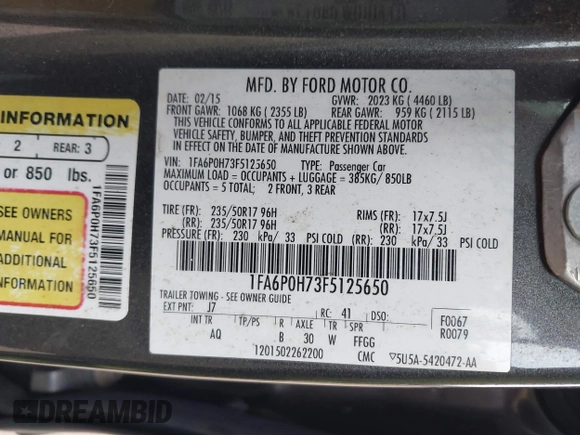 INFORMATION
2 REAR: 3
or 850 lbs.
SEE OWNERS
MANUAL FOR
ADDITIONAL
INFORMATION
1FA6P0H73F5125650
MFD. BY FORD MOTOR CO.
DATE: 02/15 GVWR: 2023 KG ( 4460 LB)
FRONT GAWR: 1068 KG ( 2355 LB) REAR GAWR: 959 KG ( 2115 LB)
THIS VEHICLE CONFORMS TO ALL APPLICABLE FEDERAL MOTOR
VEHICLE SAFETY, BUMPER, AND THEFT PREVENTION STANDARDS
IN EFFECT ON THE DATE OF MANUFACTURE SHOWN ABOVE.
VIN: 1FA6P0H73F5125650 TYPE: Passenger Car
MAXIMUM LOAD = OCCUPANTS + LUGGAGE = 385KG/ 850LB
OCCUPANTS = 5 TOTAL; 2 FRONT, 3 REAR
TIRE (FR): 235/50R17 96H RIMS (FR): 17x7.5J
(RR): 235/50R17 96H (RR): 17x7.5J
PRESSURE (FR): 230 kPa/ 33 PSI COLD (RR): 230 kPa/ 33 PSI COLD
1FA6P0H73F5125650
TRAILER TOWING - SEE OWNER GUIDE
EXT PNT: J7 RC: 41 DSO: F0067
R0079
INT TR TP/PS R AXLE TR SPR
AQ B 30 W FFGG
1201502262200 CMC ▽5U5A-5420472-AA
DREAMBID